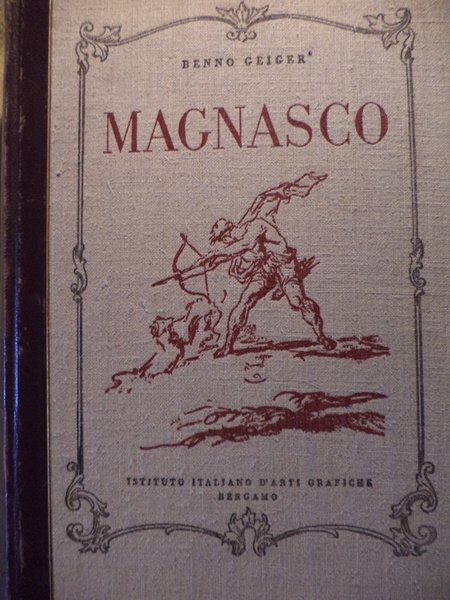 BENNO GEIGER
MAGNASCO
ISTITUTO ITALIANO D'ARTI GRAFICHE
BERGAMO